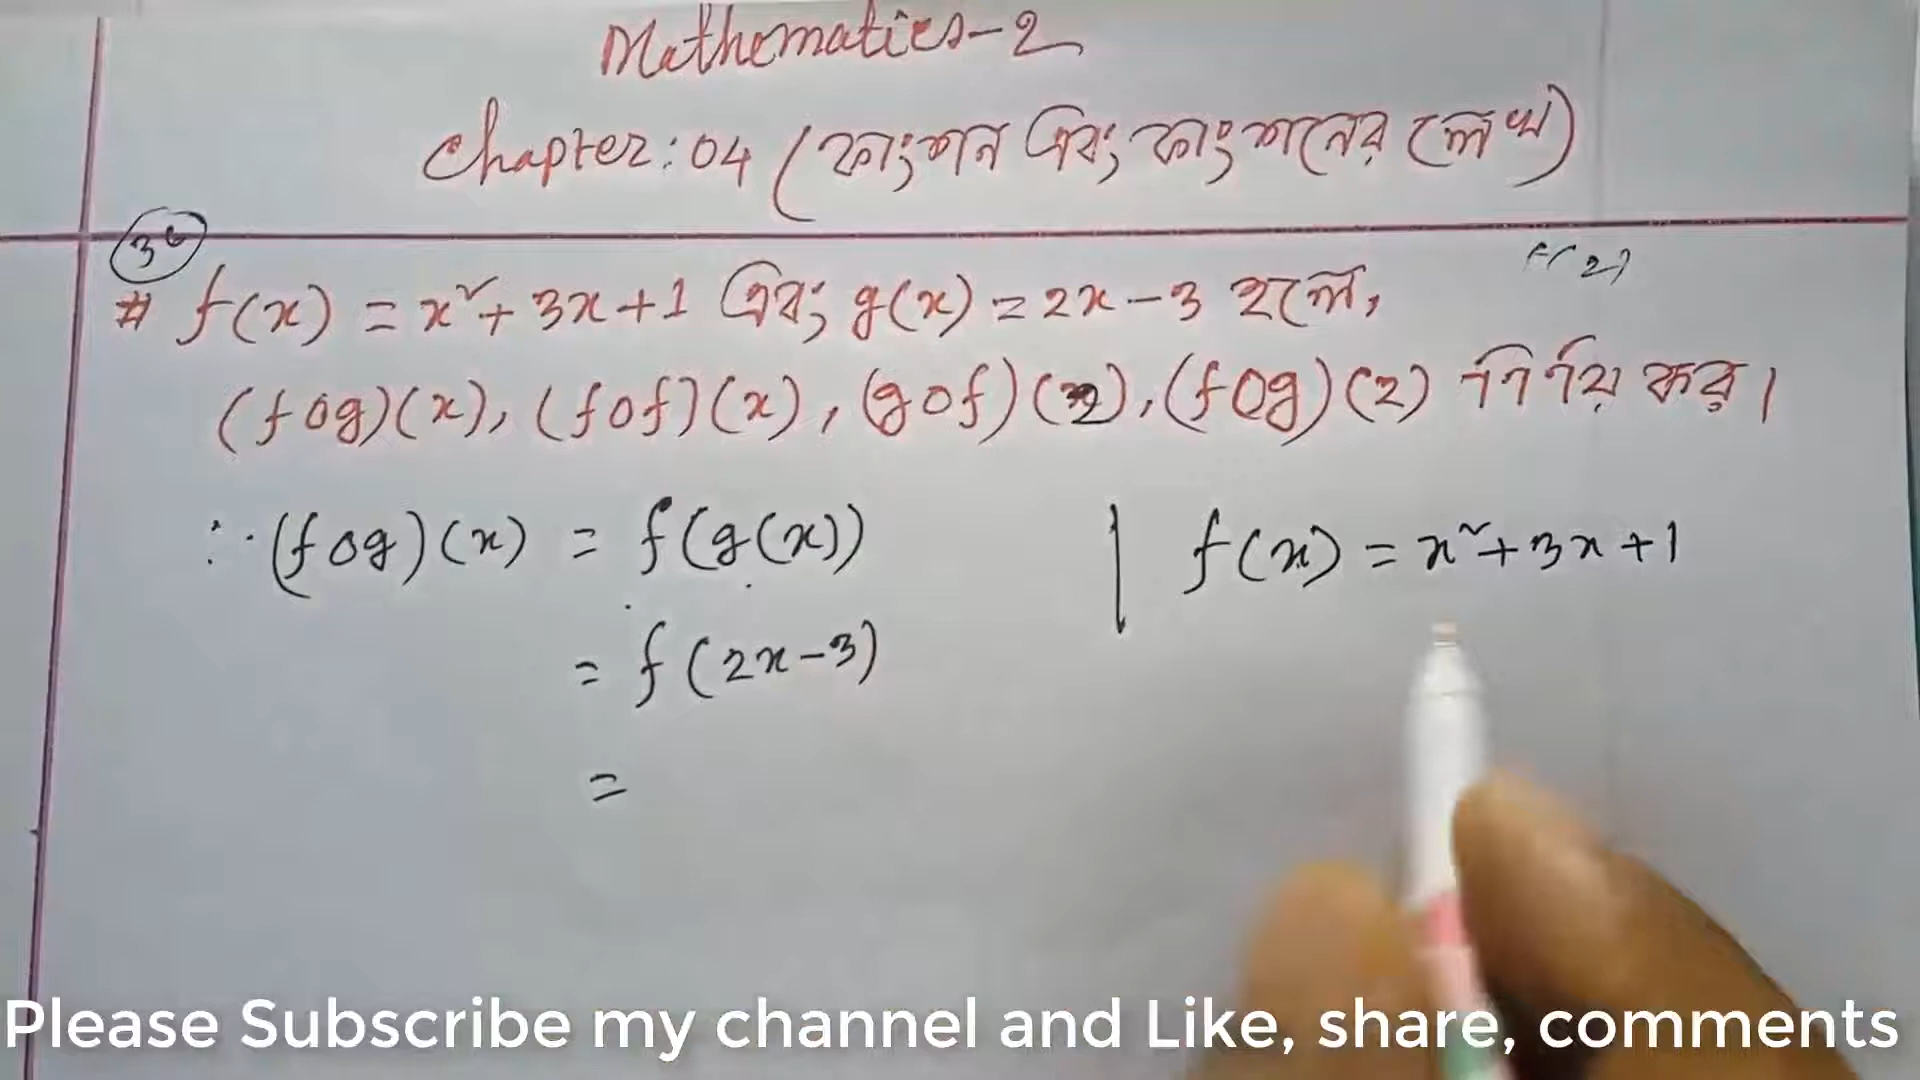 Mathematics-2
Chapter: 04 (ফাংশন এবং ফাংশনের লেখ)
# f(x) = x² + 3x + 1 এবং g(x) = 2x - 3 হলে,
(fog)(x), (fof)(x), (gof)(2), (fog)(2) নির্ণয় কর।
∴ (fog)(x) = f(g(x))
f(x) = x² + 3x + 1
= f(2x-3)
=
Please Subscribe my channel and Like, share, comments